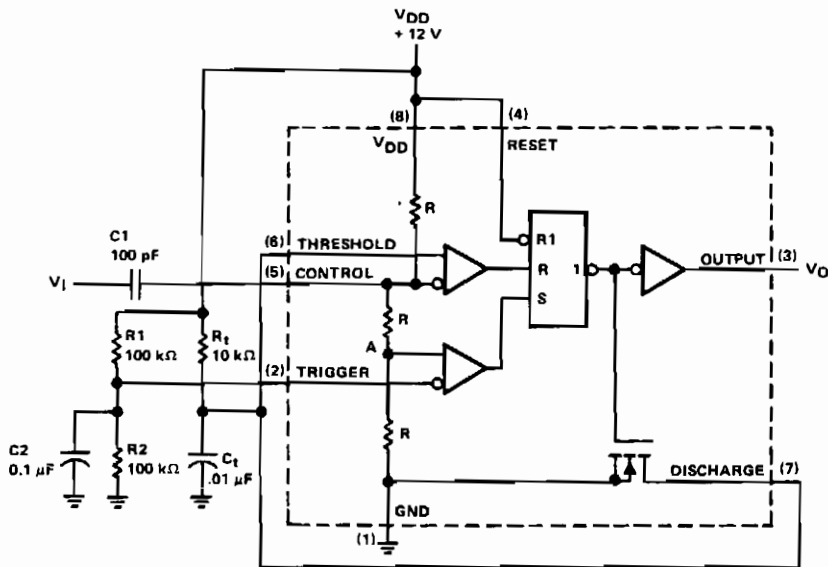 VDD
+ 12 V
(8)
(4)
VDD
RESET
R
C1
100 pF
(6) THRESHOLD
(5) CONTROL
VI
R1
R
1
S
OUTPUT
(3)
VO
R
A
R1
100 kΩ
Rt
10 kΩ
(2) TRIGGER
R
C2
0.1 μF
R2
100 kΩ
Ct
.01 μF
DISCHARGE
(7)
GND
(1)